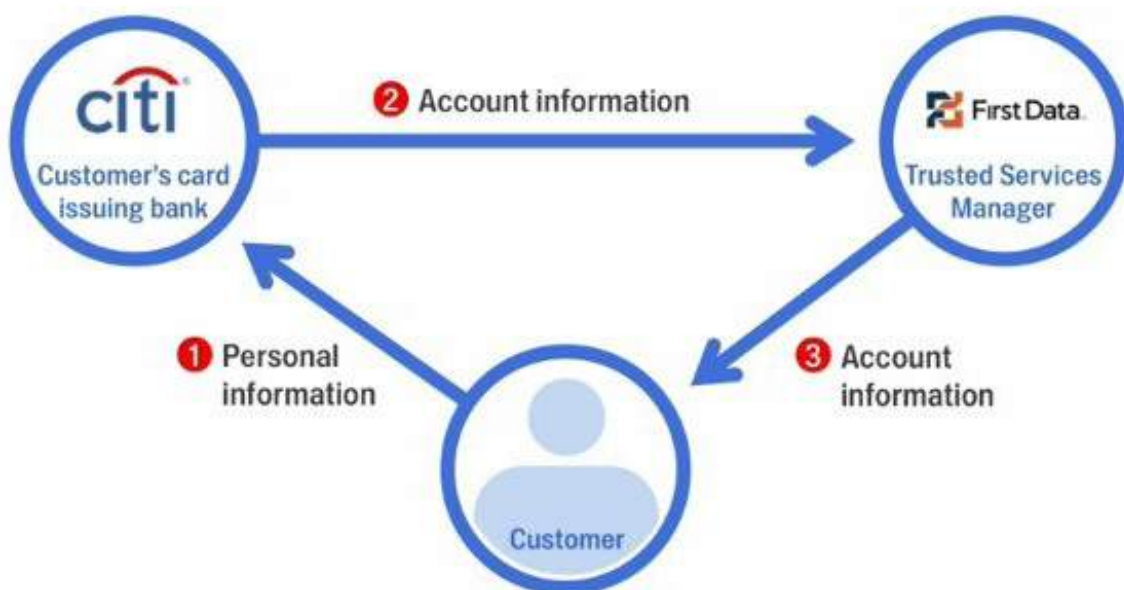 citi
Customer's card
issuing bank
2 Account information
First Data
Trusted Services
Manager
1 Personal
information
3 Account
information
Customer